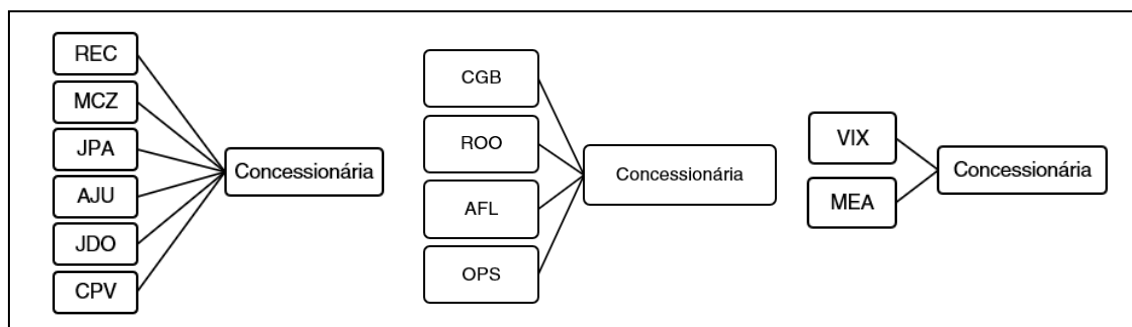 REC
MCZ
JPA
AJU
JDO
CPV
Concessionária
CGB
ROO
AFL
OPS
Concessionária
VIX
MEA
Concessionária